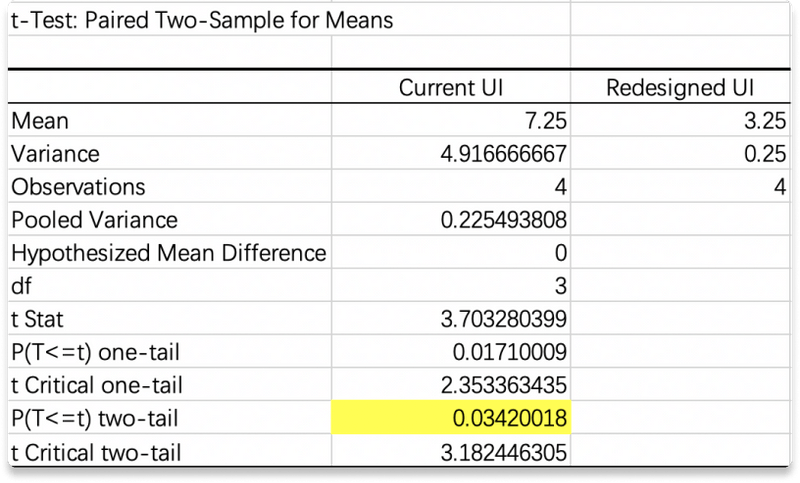 t-Test: Paired Two-Sample for Means
Current UI Redesigned UI
Mean 7.25 3.25
Variance 4.916666667 0.25
Observations 4 4
Pooled Variance 0.225493808
Hypothesized Mean Difference 0
df 3
t Stat 3.703280399
P(T<=t) one-tail 0.01710009
t Critical one-tail 2.353363435
P(T<=t) two-tail 0.03420018
t Critical two-tail 3.182446305